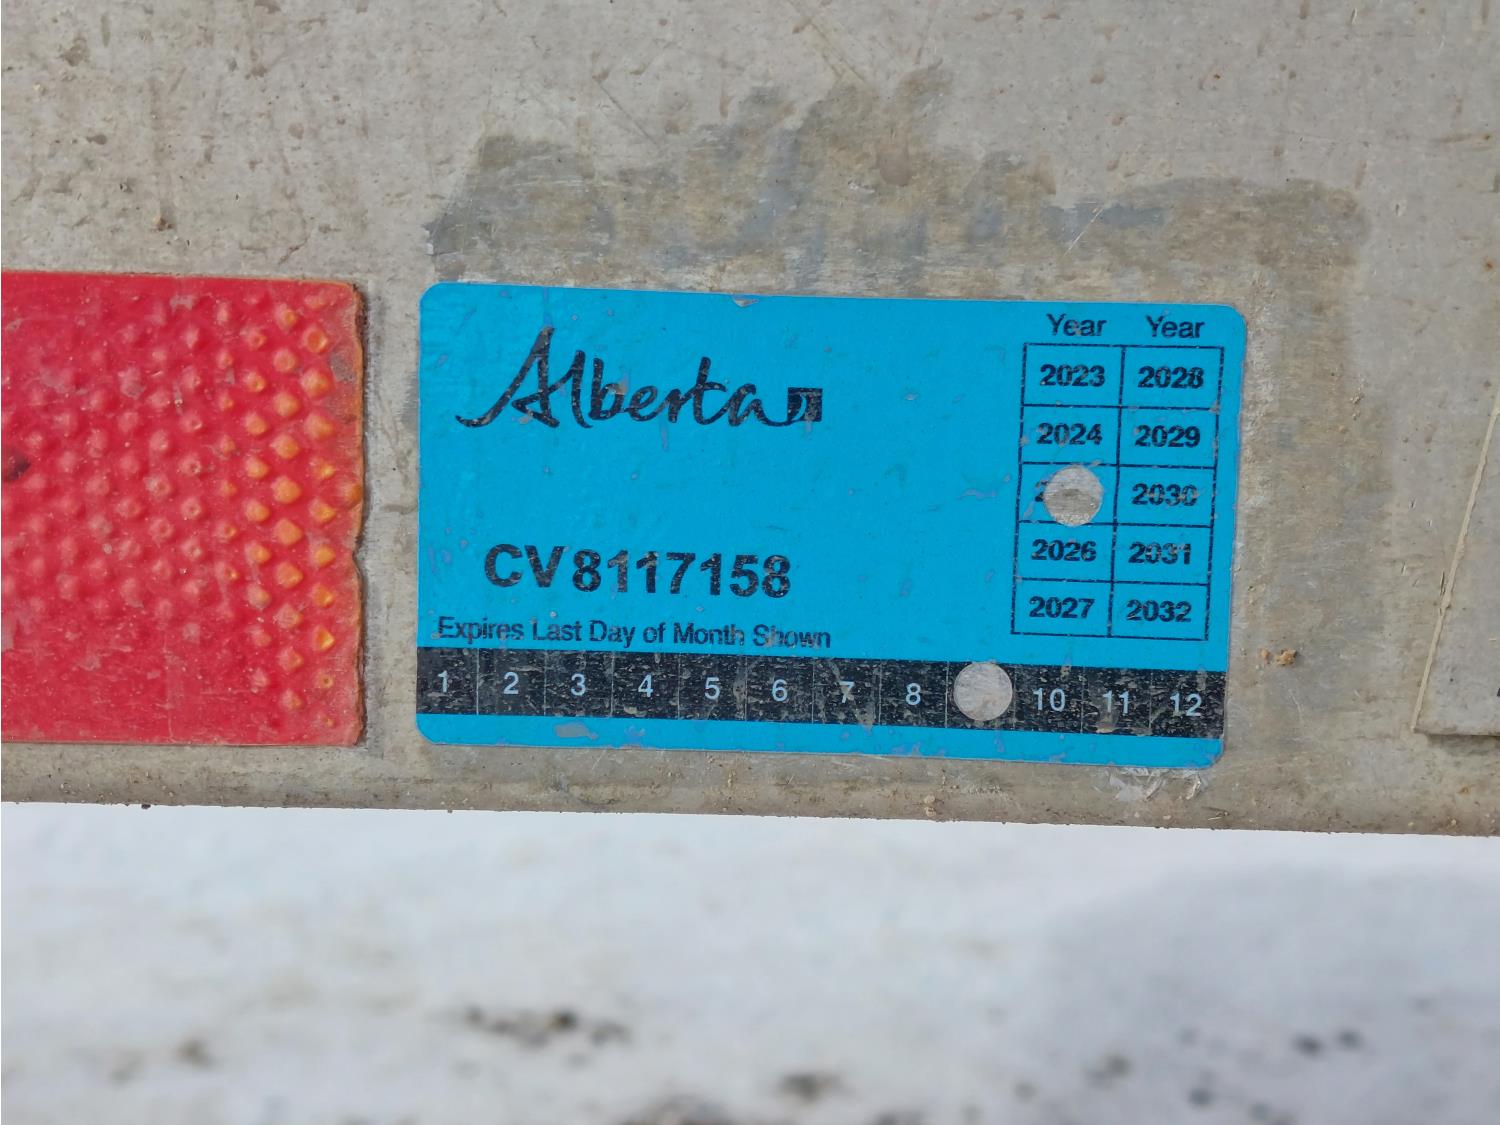 Alberta
Year Year
2023 2028
2024 2029
2030
2026 2031
2027 2032
CV8117158
Expires Last Day of Month Shown
1 2 3 4 5 6 7 8 10 11 12